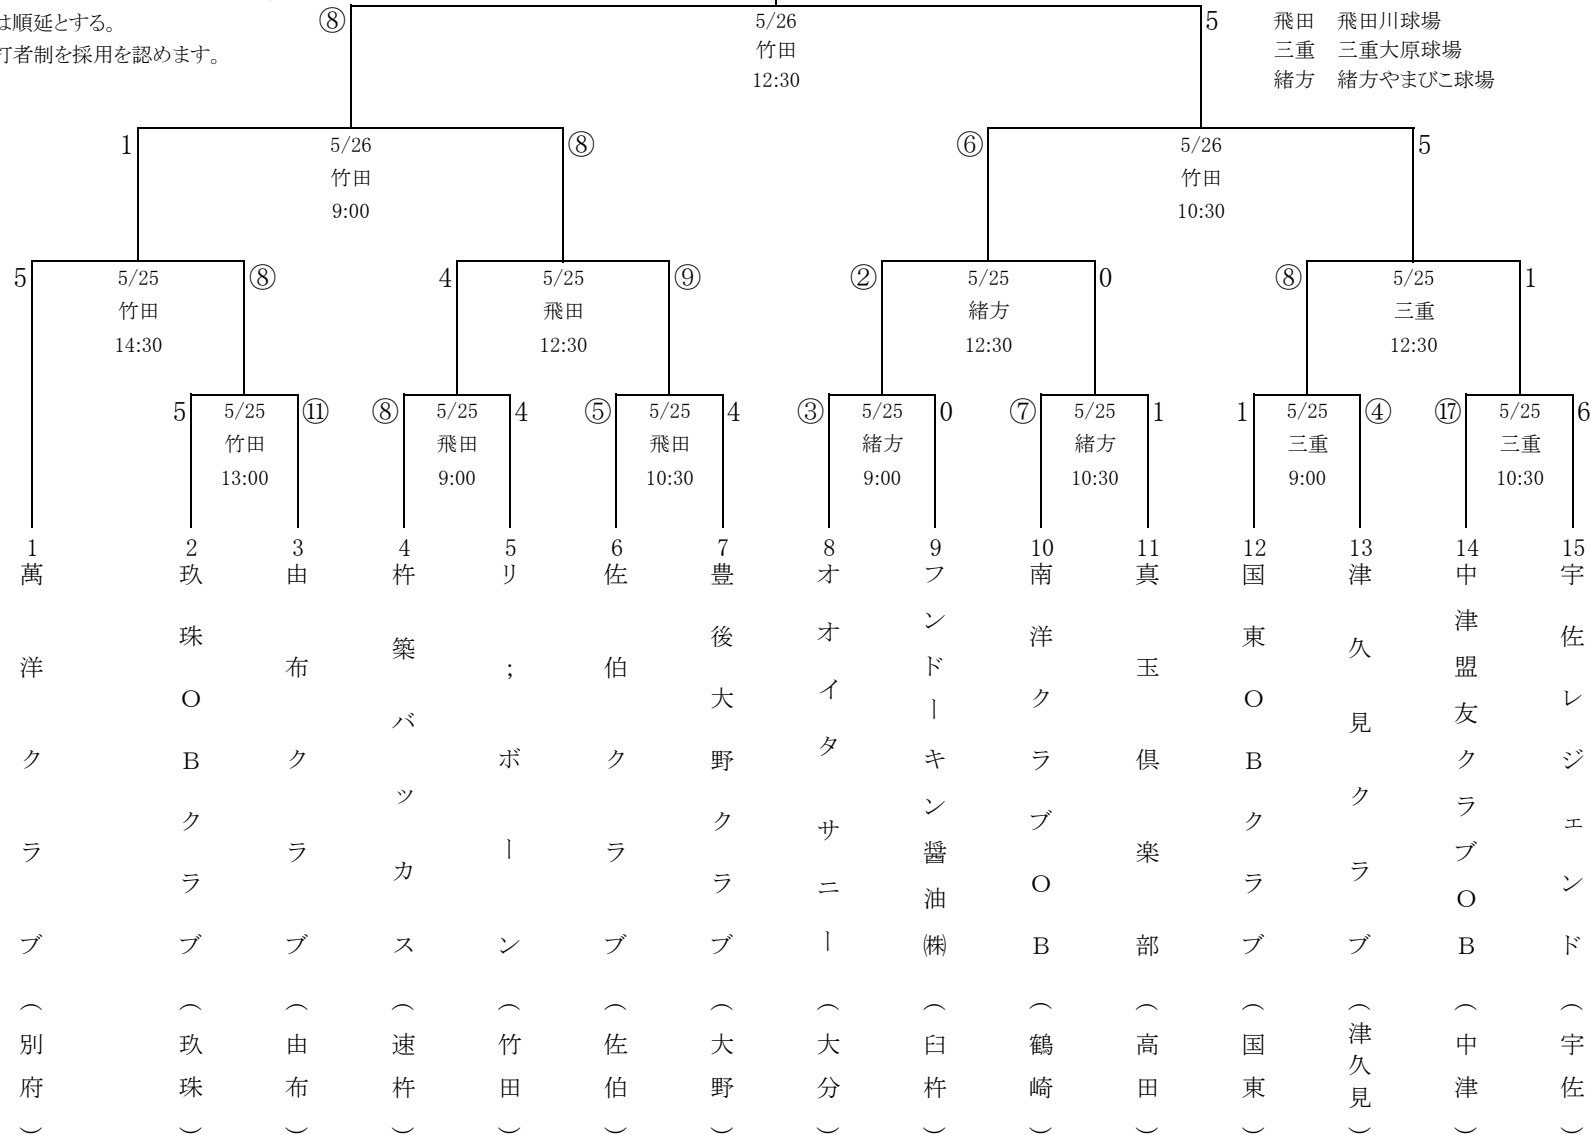 は順延とする。
打者制を採用を認めます。
飛田 飛田川球場
三重 三重大原球場
緒方 緒方やまびこ球場
⑧ 5/26 5
竹田
12:30
1 5/26 ⑧ ⑥ 5/26 5
竹田 竹田
9:00 10:30
5 5/25 ⑧ 4 5/25 ⑨ ② 5/25 0 ⑧ 5/25 1
竹田 飛田 緒方 三重
14:30 12:30 12:30 12:30
5 5/25 ⑪ ⑧ 5/25 4 ⑤ 5/25 4 ③ 5/25 0 ⑦ 5/25 1 1 5/25 ④ ⑰ 5/25 6
竹田 飛田 飛田 緒方 緒方 三重 三重
13:00 9:00 10:30 9:00 10:30 9:00 10:30
1 萬洋クラブ（別府）
2 玖珠OBクラブ（玖珠）
3 由布クラブ（由布）
4 杵築バッカス（速杵）
5 リ；ボーン（竹田）
6 佐伯クラブ（佐伯）
7 豊後大野クラブ（大野）
8 オオイタ サニー（大分）
9 フンドーキン醤油㈱（臼杵）
10 南洋クラブOB（鶴崎）
11 真玉倶楽部（高田）
12 国東OBクラブ（国東）
13 津久見クラブ（津久見）
14 中津盟友クラブOB（中津）
15 宇佐レジェンド（宇佐）